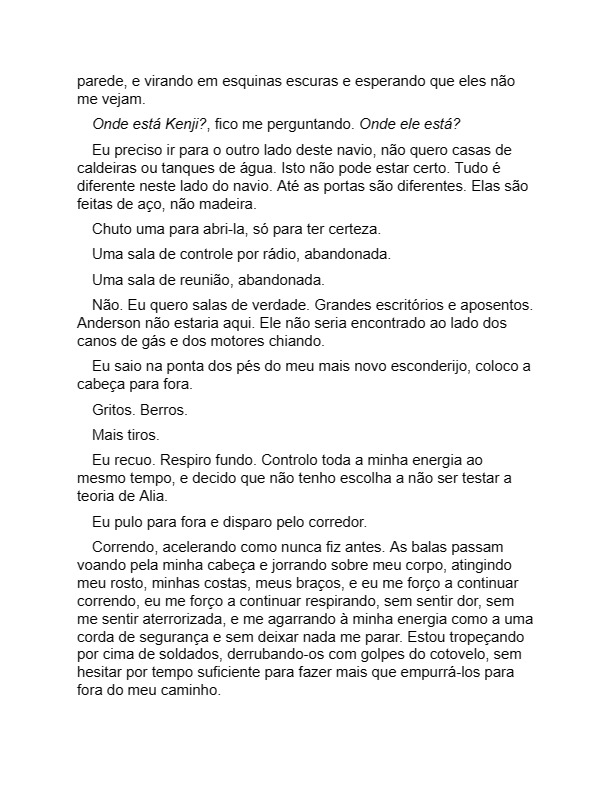 parede, e virando em esquinas escuras e esperando que eles não
me vejam.
Onde está Kenji?, fico me perguntando. Onde ele está?
Eu preciso ir para o outro lado deste navio, não quero casas de
caldeiras ou tanques de água. Isto não pode estar certo. Tudo é
diferente neste lado do navio. Até as portas são diferentes. Elas são
feitas de aço, não madeira.
Chuto uma para abri-la, só para ter certeza.
Uma sala de controle por rádio, abandonada.
Uma sala de reunião, abandonada.
Não. Eu quero salas de verdade. Grandes escritórios e aposentos.
Anderson não estaria aqui. Ele não seria encontrado ao lado dos
canos de gás e dos motores chiando.
Eu saio na ponta dos pés do meu mais novo esconderijo, coloco a
cabeça para fora.
Gritos. Berros.
Mais tiros.
Eu recuo. Respiro fundo. Controlo toda a minha energia ao
mesmo tempo, e decido que não tenho escolha a não ser testar a
teoria de Alia.
Eu pulo para fora e disparo pelo corredor.
Correndo, acelerando como nunca fiz antes. As balas passam
voando pela minha cabeça e jorrando sobre meu corpo, atingindo
meu rosto, minhas costas, meus braços, e eu me forço a continuar
correndo, eu me forço a continuar respirando, sem sentir dor, sem
me sentir aterrorizada, e me agarrando à minha energia como a uma
corda de segurança e sem deixar nada me parar. Estou tropeçando
por cima de soldados, derrubando-os com golpes do cotovelo, sem
hesitar por tempo suficiente para fazer mais que empurrá-los para
fora do meu caminho.